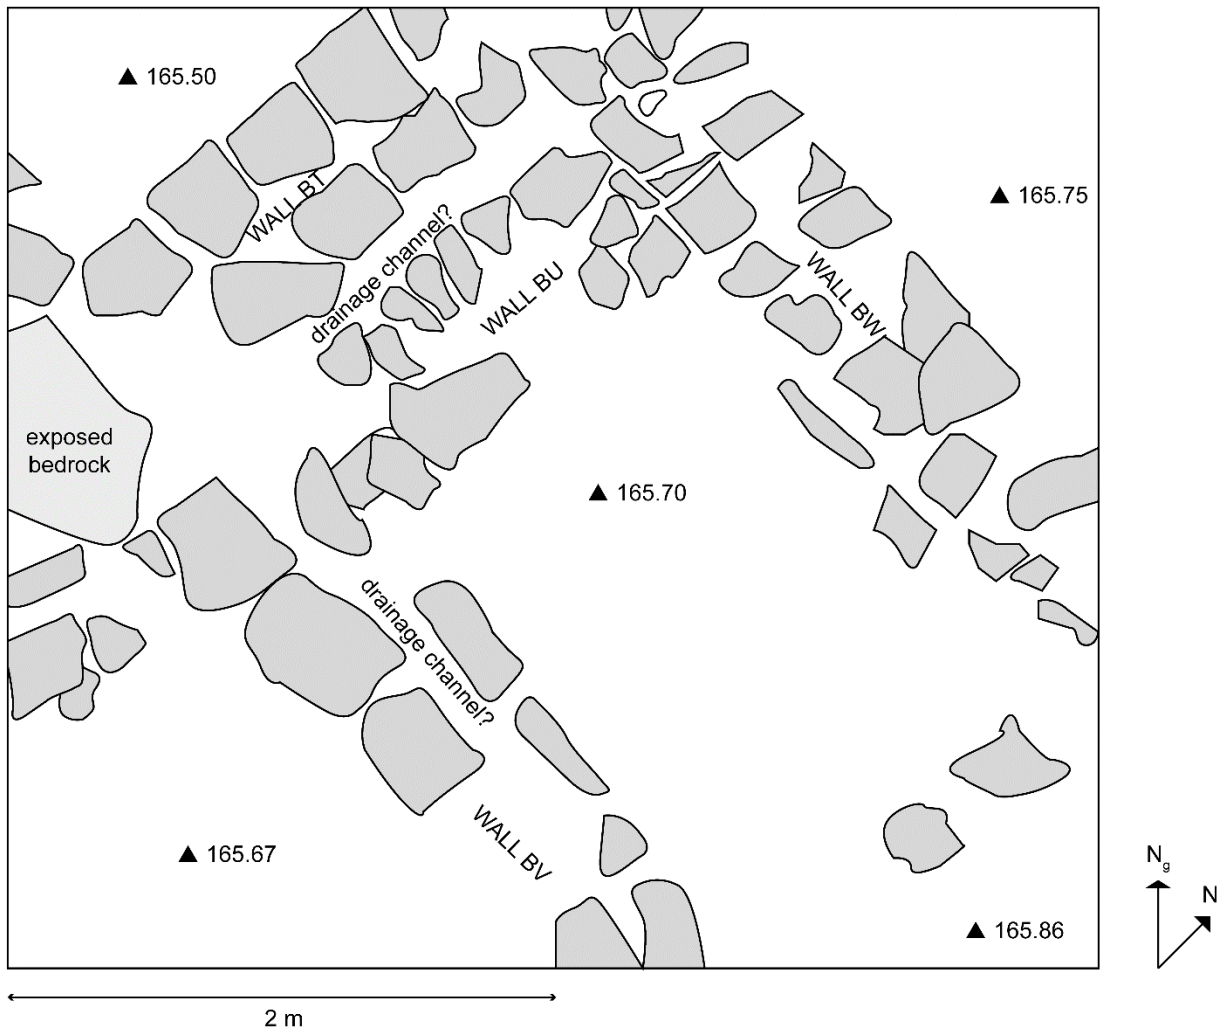 ▲ 165.50
▲ 165.75
WALL BT
drainage channel?
WALL BU
WALL BW
exposed
bedrock
▲ 165.70
drainage channel?
WALL BV
▲ 165.67
▲ 165.86
Ng
N
2 m